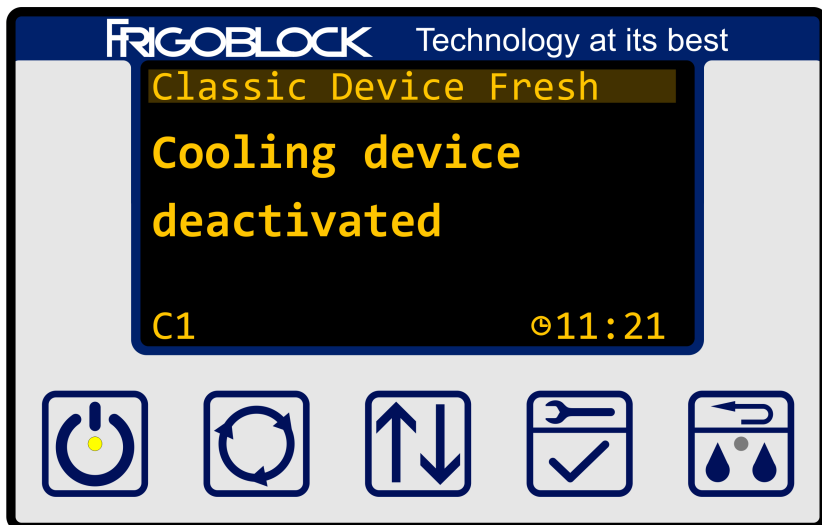 FRIGOBLOCK Technology at its best
Classic Device Fresh
Cooling device
deactivated
C1 11:21